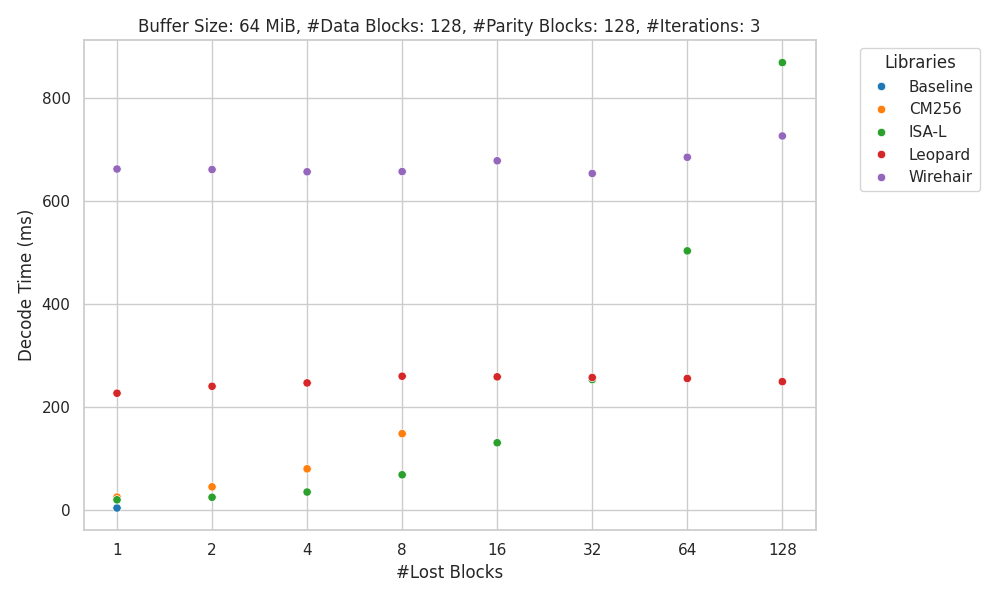 Buffer Size: 64 MiB, #Data Blocks: 128, #Parity Blocks: 128, #Iterations: 3
Libraries
Baseline
CM256
ISA-L
Leopard
Wirehair
Decode Time (ms)
800
600
400
200
0
1 2 4 8 16 32 64 128
#Lost Blocks